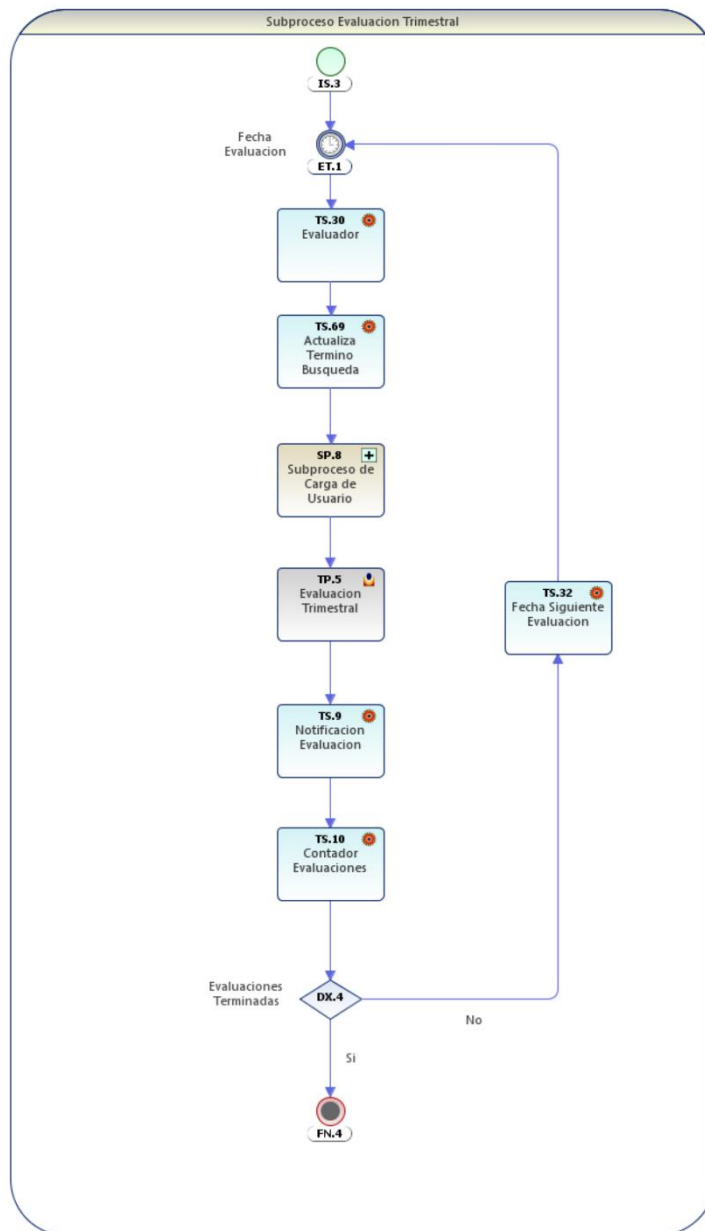 Subproceso Evaluacion Trimestral
IS.3
Fecha
Evaluacion
ET.1
TS.30
Evaluador
TS.69
Actualiza
Termino
Busqueda
SP.8
Subproceso de
Carga de
Usuario
TP.5
Evaluacion
Trimestral
TS.32
Fecha Siguiente
Evaluacion
TS.9
Notificacion
Evaluacion
TS.10
Contador
Evaluaciones
Evaluaciones
Terminadas
DX.4
No
Si
FN.4